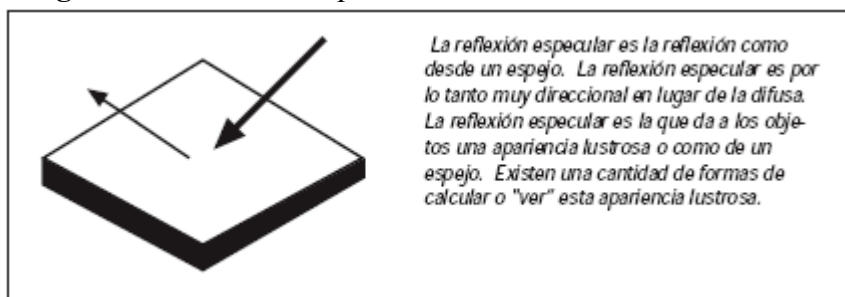 La reflexión especular es la reflexión como
desde un espejo. La reflexión especular es por
lo tanto muy direccional en lugar de la difusa.
La reflexión especular es la que da a los obje-
tos una apariencia lustrosa o como de un
espejo. Existen una cantidad de formas de
calcular o "ver" esta apariencia lustrosa.